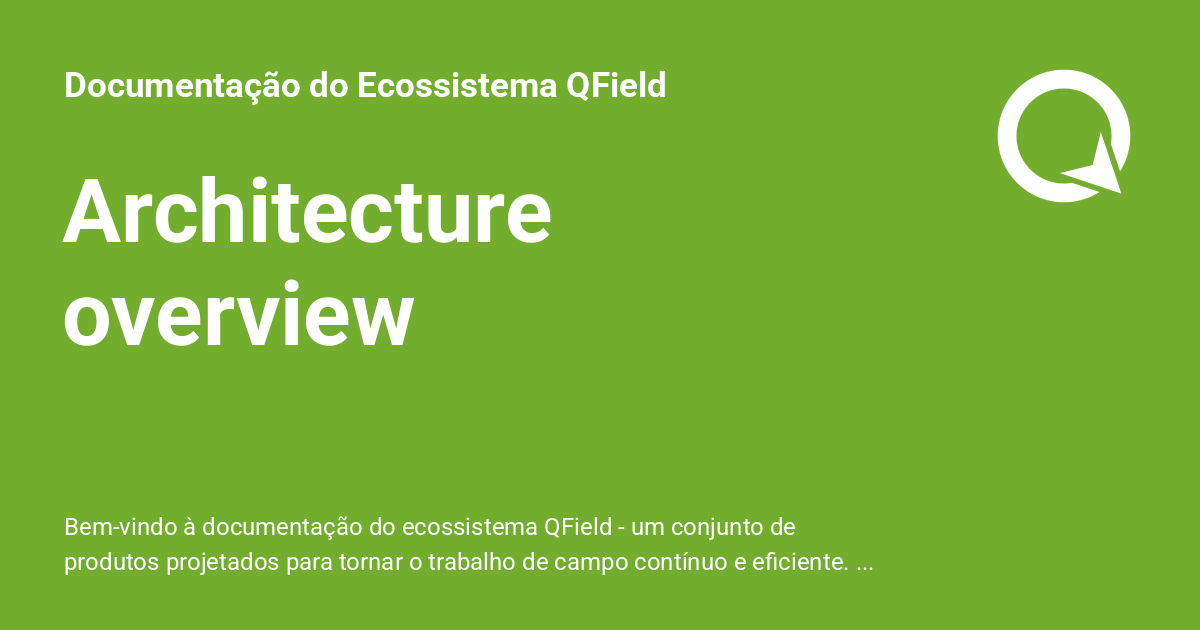 Documentação do Ecossistema QField
Architecture
overview
Bem-vindo à documentação do ecossistema QField - um conjunto de
produtos projetados para tornar o trabalho de campo contínuo e eficiente. ...